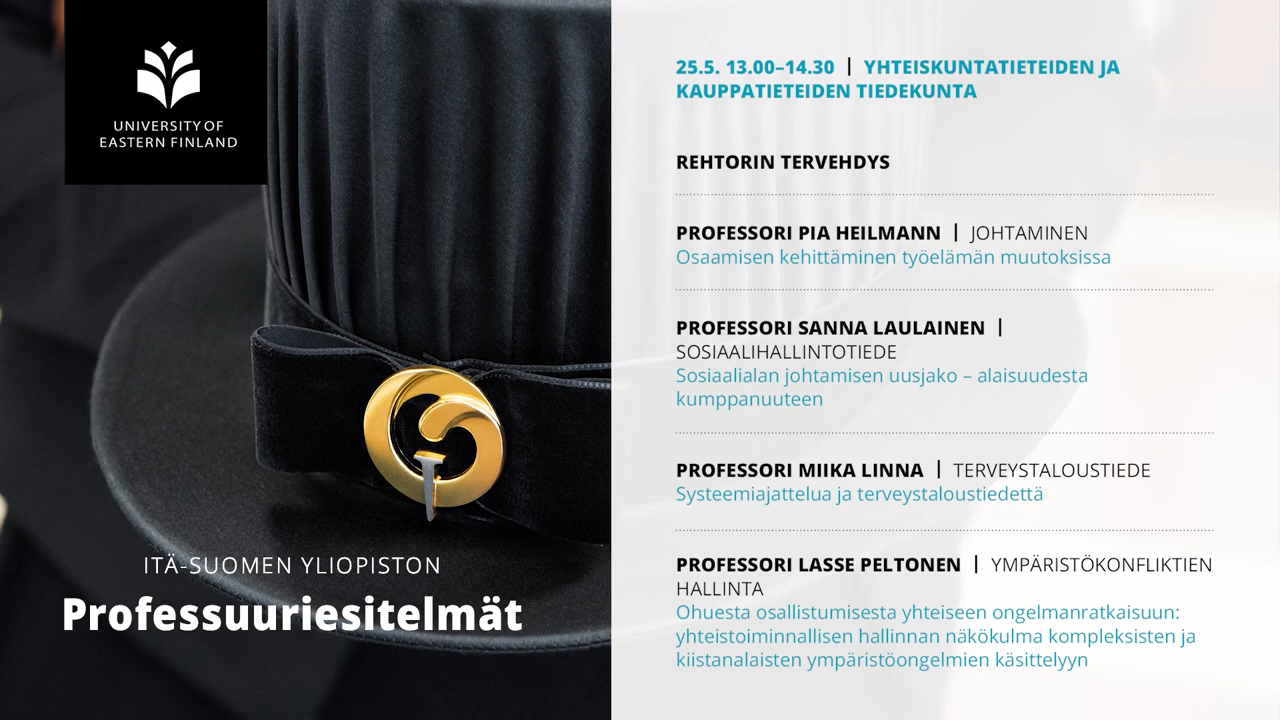 UNIVERSITY OF
EASTERN FINLAND
ITÄ-SUOMEN YLIOPISTON
Professuuriesitelmät
25.5. 13.00–14.30 | YHTEISKUNTATIETEIDEN JA
KAUPPATIETEIDEN TIEDEKUNTA
REHTORIN TERVEHDYS
PROFESSORI PIA HEILMANN | JOHTAMINEN
Osaamisen kehittäminen työelämän muutoksissa
PROFESSORI SANNA LAULAINEN |
SOSIAALIHALLINTOTIEDE
Sosiaalialan johtamisen uusjako – alaisuudesta
kumppanuuteen
PROFESSORI MIIKA LINNA | TERVEYSTALOUSTIEDE
Systeemiajattelua ja terveystaloustiedettä
PROFESSORI LASSE PELTONEN | YMPÄRISTÖKONFLIKTIEN
HALLINTA
Ohuesta osallistumisesta yhteiseen ongelmanratkaisuun:
yhteistoiminnallisen hallinnan näkökulma kompleksisten ja
kiistanalaisten ympäristöongelmien käsittelyyn